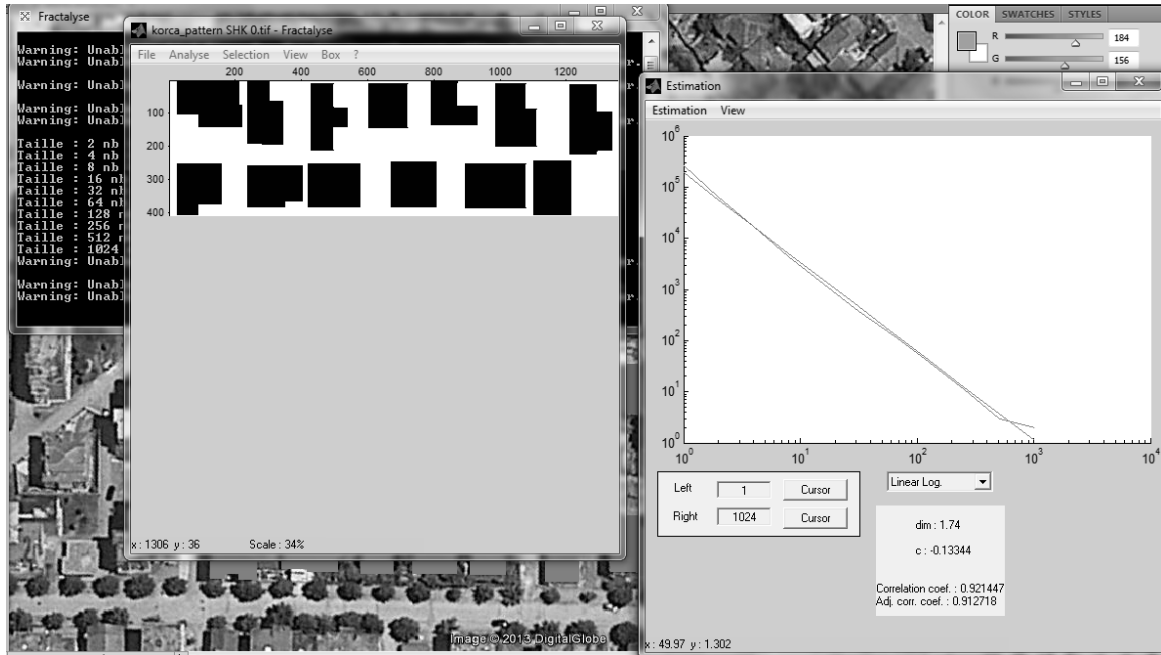 Fractalyse
Warning: Unabl
Warning: Unabl
Warning: Unabl
Warning: Unabl
Warning: Unabl
Taille : 2 nb
Taille : 4 nb
Taille : 8 nb
Taille : 16 nb
Taille : 32 nb
Taille : 64 nb
Taille : 128 n
Taille : 256 n
Taille : 512 n
Taille : 1024
Warning: Unabl
Warning: Unabl
Warning: Unabl
korca_pattern SHK 0.tif - Fractalyse
File Analyse Selection View Box ?
200 400 600 800 1000 1200
100
200
300
400
x : 1306 y : 36 Scale : 34%
Image © 2013 DigitalGlobe
COLOR SWATCHES STYLES
R 184
G 156
Estimation
Estimation View
10^6
10^5
10^4
10^3
10^2
10^1
10^0
10^0 10^1 10^2 10^3 10^4
Left 1 Cursor
Right 1024 Cursor
Linear Log.
dim : 1.74
c : -0.13344
Correlation coef. : 0.921447
Adj. corr. coef. : 0.912718
x : 49.97 y : 1.302